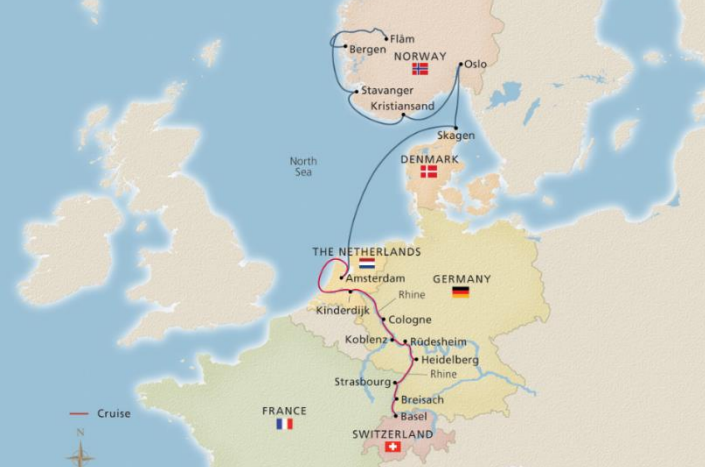 Flåm
Bergen
NORWAY
Oslo
Stavanger
Kristiansand
Skagen
North
Sea
DENMARK
THE NETHERLANDS
Amsterdam
GERMANY
Rhine
Kinderdijk
Cologne
Koblenz
Rüdesheim
Heidelberg
Rhine
Strasbourg
Breisach
Cruise
FRANCE
Basel
N
SWITZERLAND